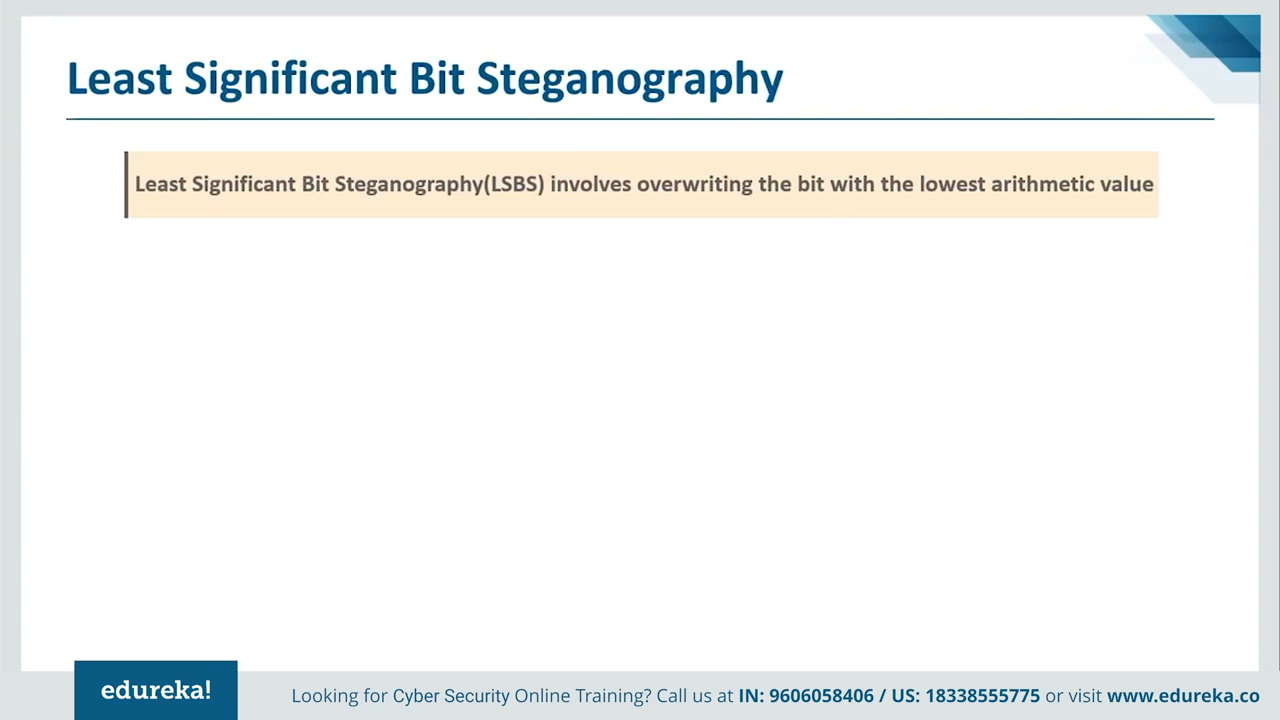 Least Significant Bit Steganography
Least Significant Bit Steganography(LSBS) involves overwriting the bit with the lowest arithmetic value
edureka!
Looking for Cyber Security Online Training? Call us at IN: 9606058406 / US: 18338555775 or visit www.edureka.co